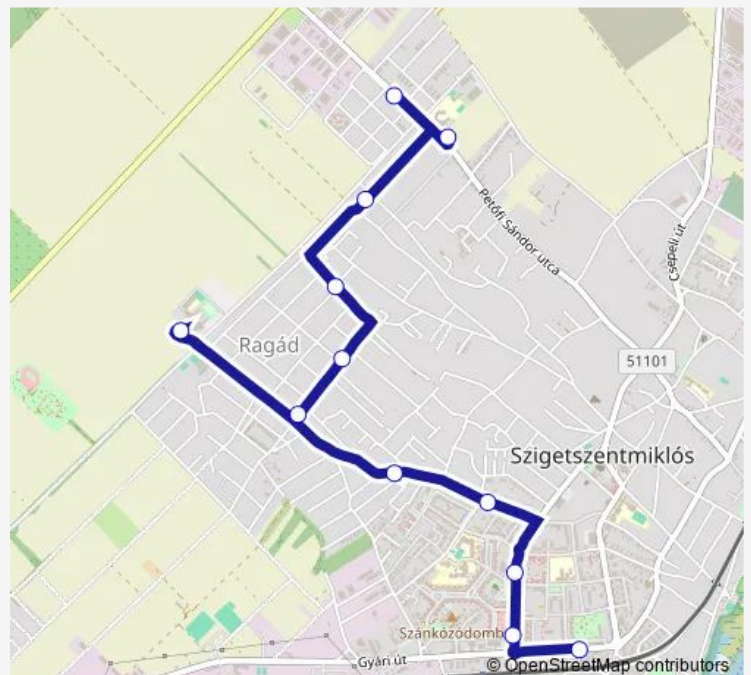 Petőfi Sándor utca
Csepeli út
Ragád
51101
Szigetszentmiklós
Szánkózódomb
Gyári út
© OpenStreetMap contributors